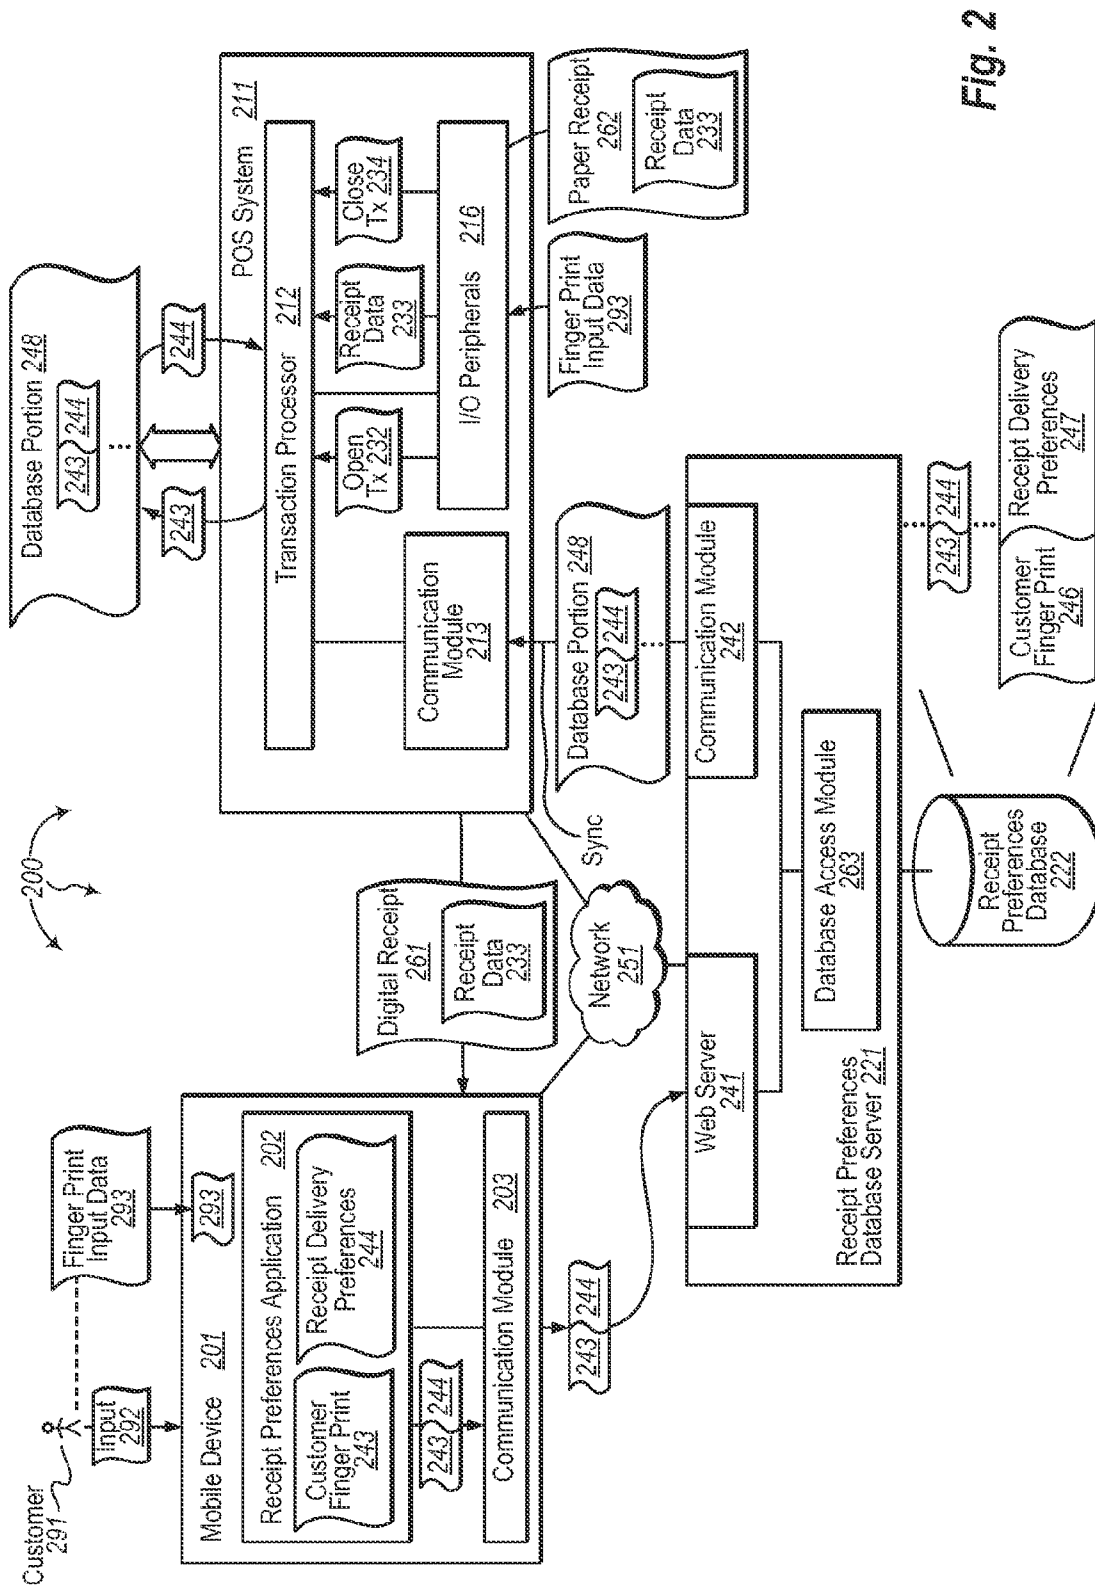 200
Customer
291
Input
292
Finger Print
Input Data
293
293
Mobile Device 201
Receipt Preferences Application 202
Customer
Finger Print
243
Receipt Delivery
Preferences
244
243 244
Communication Module 203
243 244
Digital Receipt
261
Receipt
Data
233
Network
251
Database Portion 248
243 244
...
243
244
POS System 211
Transaction Processor 212
Open
Tx 232
Receipt
Data
233
Close
Tx 234
Communication
Module
213
I/O Peripherals 216
Sync
Database Portion 248
243 244
...
Finger Print
Input Data
293
Paper Receipt
262
Receipt
Data
233
Web Server
241
Communication Module
242
Database Access Module
263
Receipt Preferences
Database Server 221
Receipt
Preferences
Database
222
243 244
Customer
Finger Print
246
Receipt Delivery
Preferences
247
Fig. 2